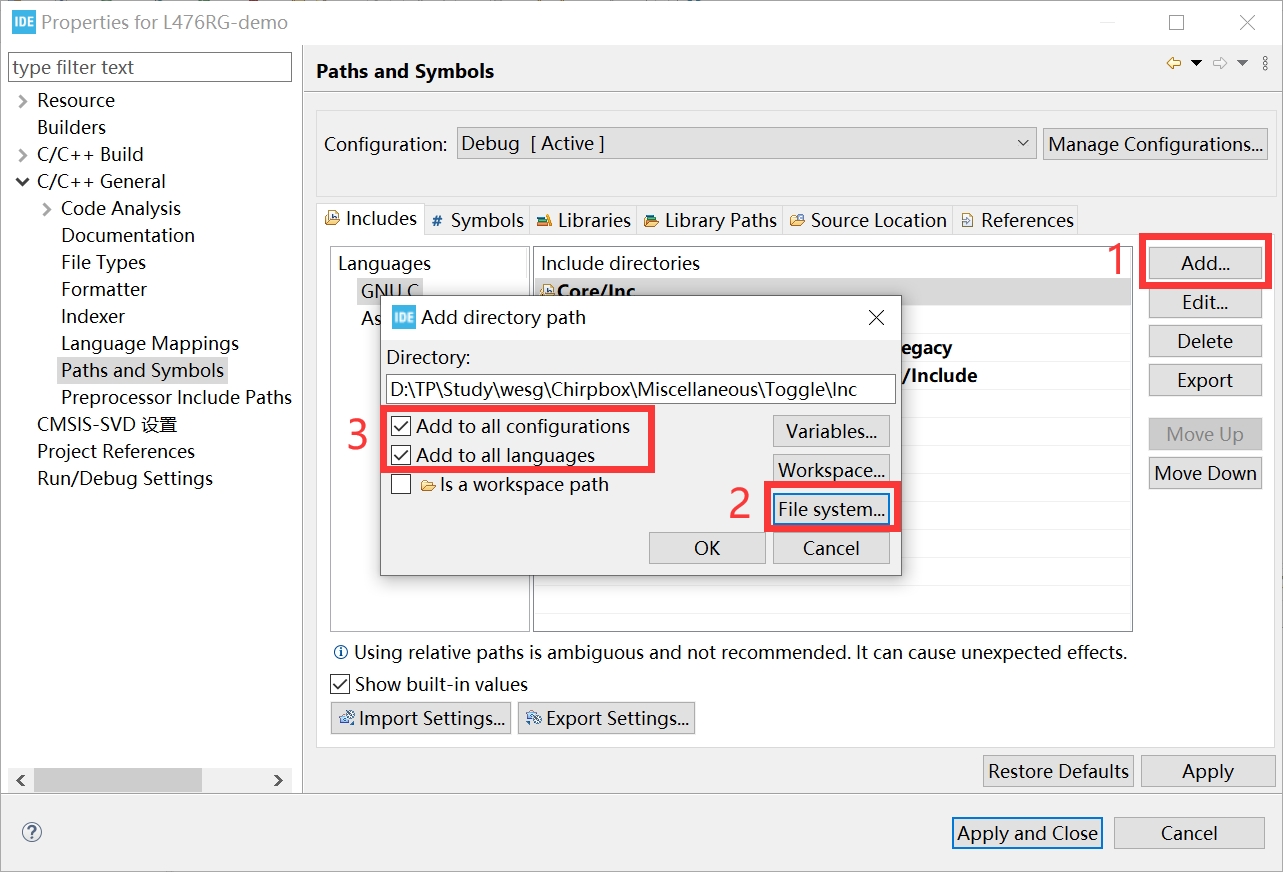 IDE Properties for L476RG-demo
type filter text
Resource
Builders
C/C++ Build
C/C++ General
Code Analysis
Documentation
File Types
Formatter
Indexer
Language Mappings
Paths and Symbols
Preprocessor Include Paths
CMSIS-SVD 设置
Project References
Run/Debug Settings
Paths and Symbols
Configuration: Debug [ Active ] Manage Configurations...
Includes # Symbols Libraries Library Paths Source Location References
Languages
GNU C
As
Include directories
Core/Inc
egacy
/Include
1
Add...
Edit...
Delete
Export
Move Up
Move Down
IDE Add directory path
Directory:
D:\TP\Study\wesg\Chirpbox\Miscellaneous\Toggle\Inc
3
Add to all configurations
Add to all languages
Is a workspace path
Variables...
Workspace...
2
File system...
OK Cancel
Using relative paths is ambiguous and not recommended. It can cause unexpected effects.
Show built-in values
Import Settings... Export Settings...
Restore Defaults Apply
? Apply and Close Cancel